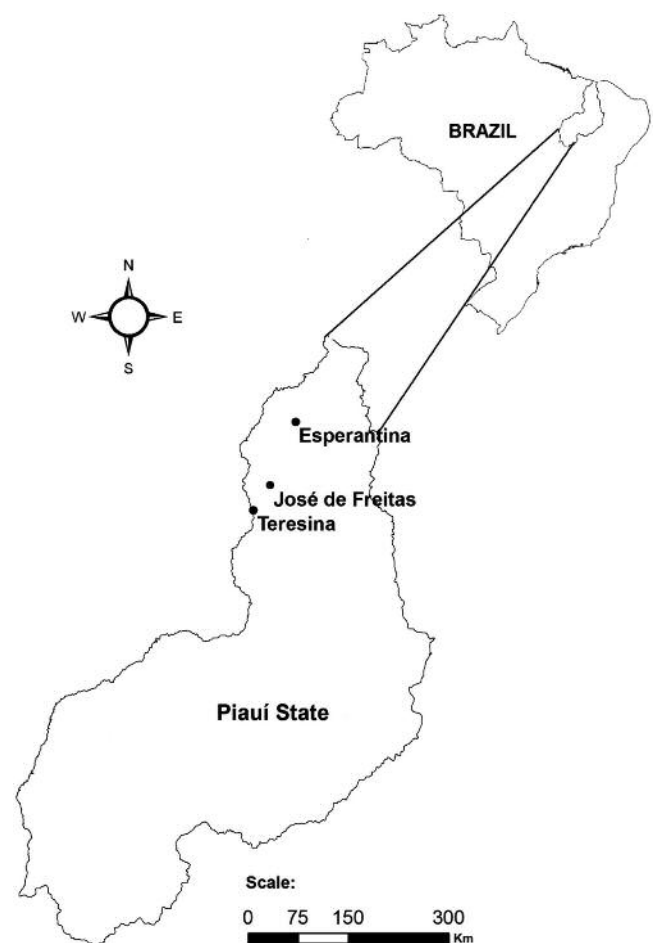 BRAZIL
N
W E
S
Esperantina
José de Freitas
Teresina
Piauí State
Scale:
0 75 150 300
Km